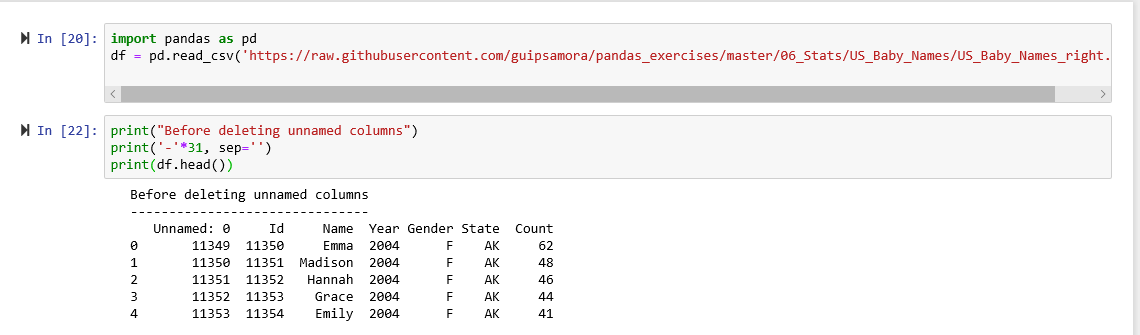 In [20]: import pandas as pd
df = pd.read_csv('https://raw.githubusercontent.com/guipsamora/pandas_exercises/master/06_Stats/US_Baby_Names/US_Baby_Names_right.
In [22]: print("Before deleting unnamed columns")
print('-'*31, sep='')
print(df.head())
Before deleting unnamed columns
-------------------------------
Unnamed: 0 Id Name Year Gender State Count
0 11349 11350 Emma 2004 F AK 62
1 11350 11351 Madison 2004 F AK 48
2 11351 11352 Hannah 2004 F AK 46
3 11352 11353 Grace 2004 F AK 44
4 11353 11354 Emily 2004 F AK 41